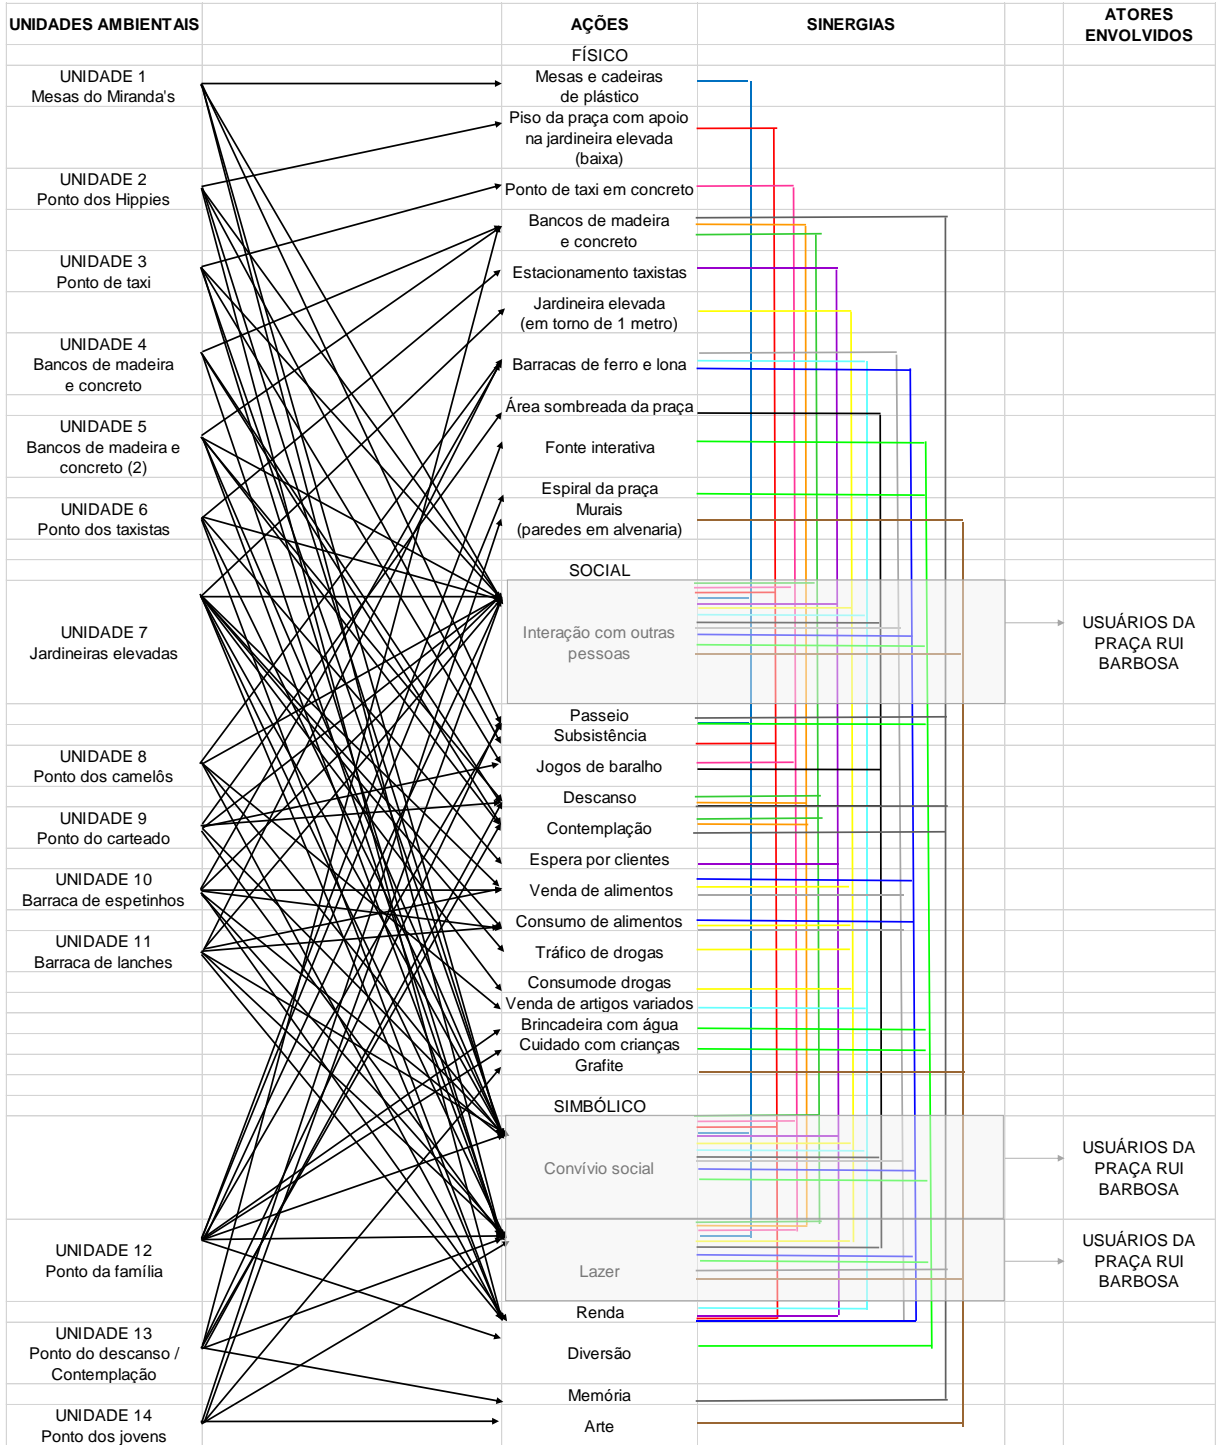 UNIDADES AMBIENTAIS
AÇÕES
SINERGIAS
ATORES
ENVOLVIDOS
FÍSICO
UNIDADE 1
Mesas do Miranda's
Mesas e cadeiras
de plástico
Piso da praça com apoio
na jardineira elevada
(baixa)
UNIDADE 2
Ponto dos Hippies
Ponto de taxi em concreto
Bancos de madeira
e concreto
UNIDADE 3
Ponto de taxi
Estacionamento taxistas
Jardineira elevada
(em torno de 1 metro)
UNIDADE 4
Bancos de madeira
e concreto
Barracas de ferro e lona
Área sombreada da praça
UNIDADE 5
Bancos de madeira e
concreto (2)
Fonte interativa
Espiral da praça
UNIDADE 6
Ponto dos taxistas
Murais
(paredes em alvenaria)
SOCIAL
UNIDADE 7
Jardineiras elevadas
Interação com outras
pessoas
USUÁRIOS DA
PRAÇA RUI
BARBOSA
Passeio
Subsistência
UNIDADE 8
Ponto dos camelôs
Jogos de baralho
Descanso
UNIDADE 9
Ponto do carteado
Contemplação
Espera por clientes
UNIDADE 10
Barraca de espetinhos
Venda de alimentos
Consumo de alimentos
UNIDADE 11
Barraca de lanches
Tráfico de drogas
Consumode drogas
Venda de artigos variados
Brincadeira com água
Cuidado com crianças
Grafite
SIMBÓLICO
Convívio social
USUÁRIOS DA
PRAÇA RUI
BARBOSA
UNIDADE 12
Ponto da família
Lazer
USUÁRIOS DA
PRAÇA RUI
BARBOSA
Renda
UNIDADE 13
Ponto do descanso /
Contemplação
Diversão
Memória
UNIDADE 14
Ponto dos jovens
Arte